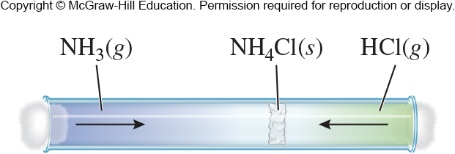 Copyright © McGraw-Hill Education. Permission required for reproduction or display.
NH₃(g) NH₄Cl(s) HCl(g)